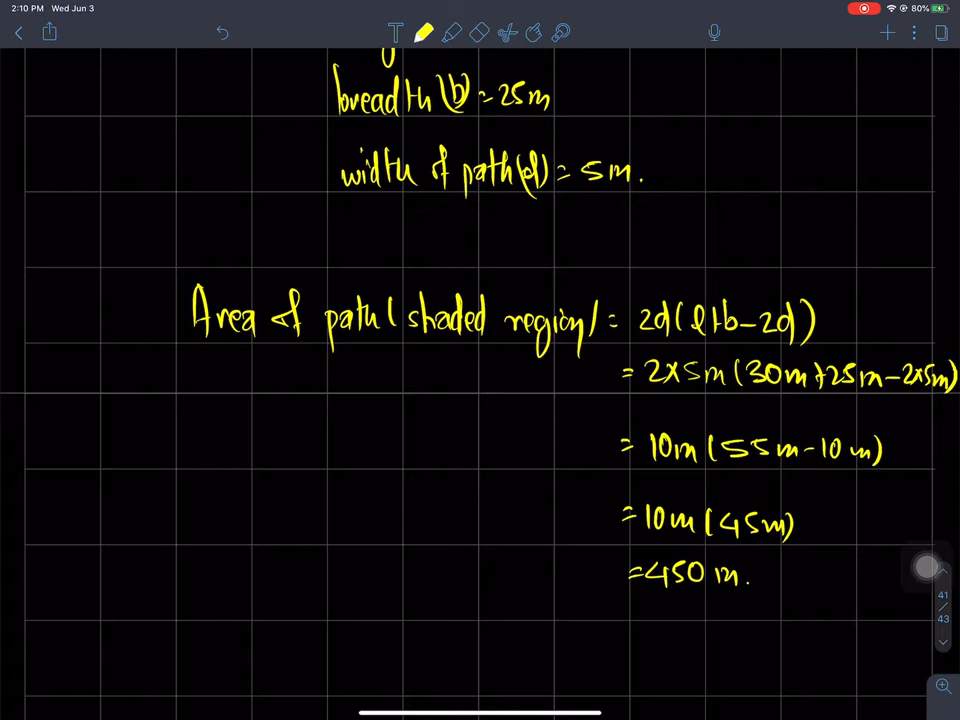 2:10 PM Wed Jun 3
80%
T
breadth (b) = 25m
width of path(d) = 5m.
Area of path (shaded region) = 2d(l+b-2d)
= 2×5m(30m+25m-2×5m)
= 10m(55m-10m)
= 10m(45m)
=450 m.
41
/
43